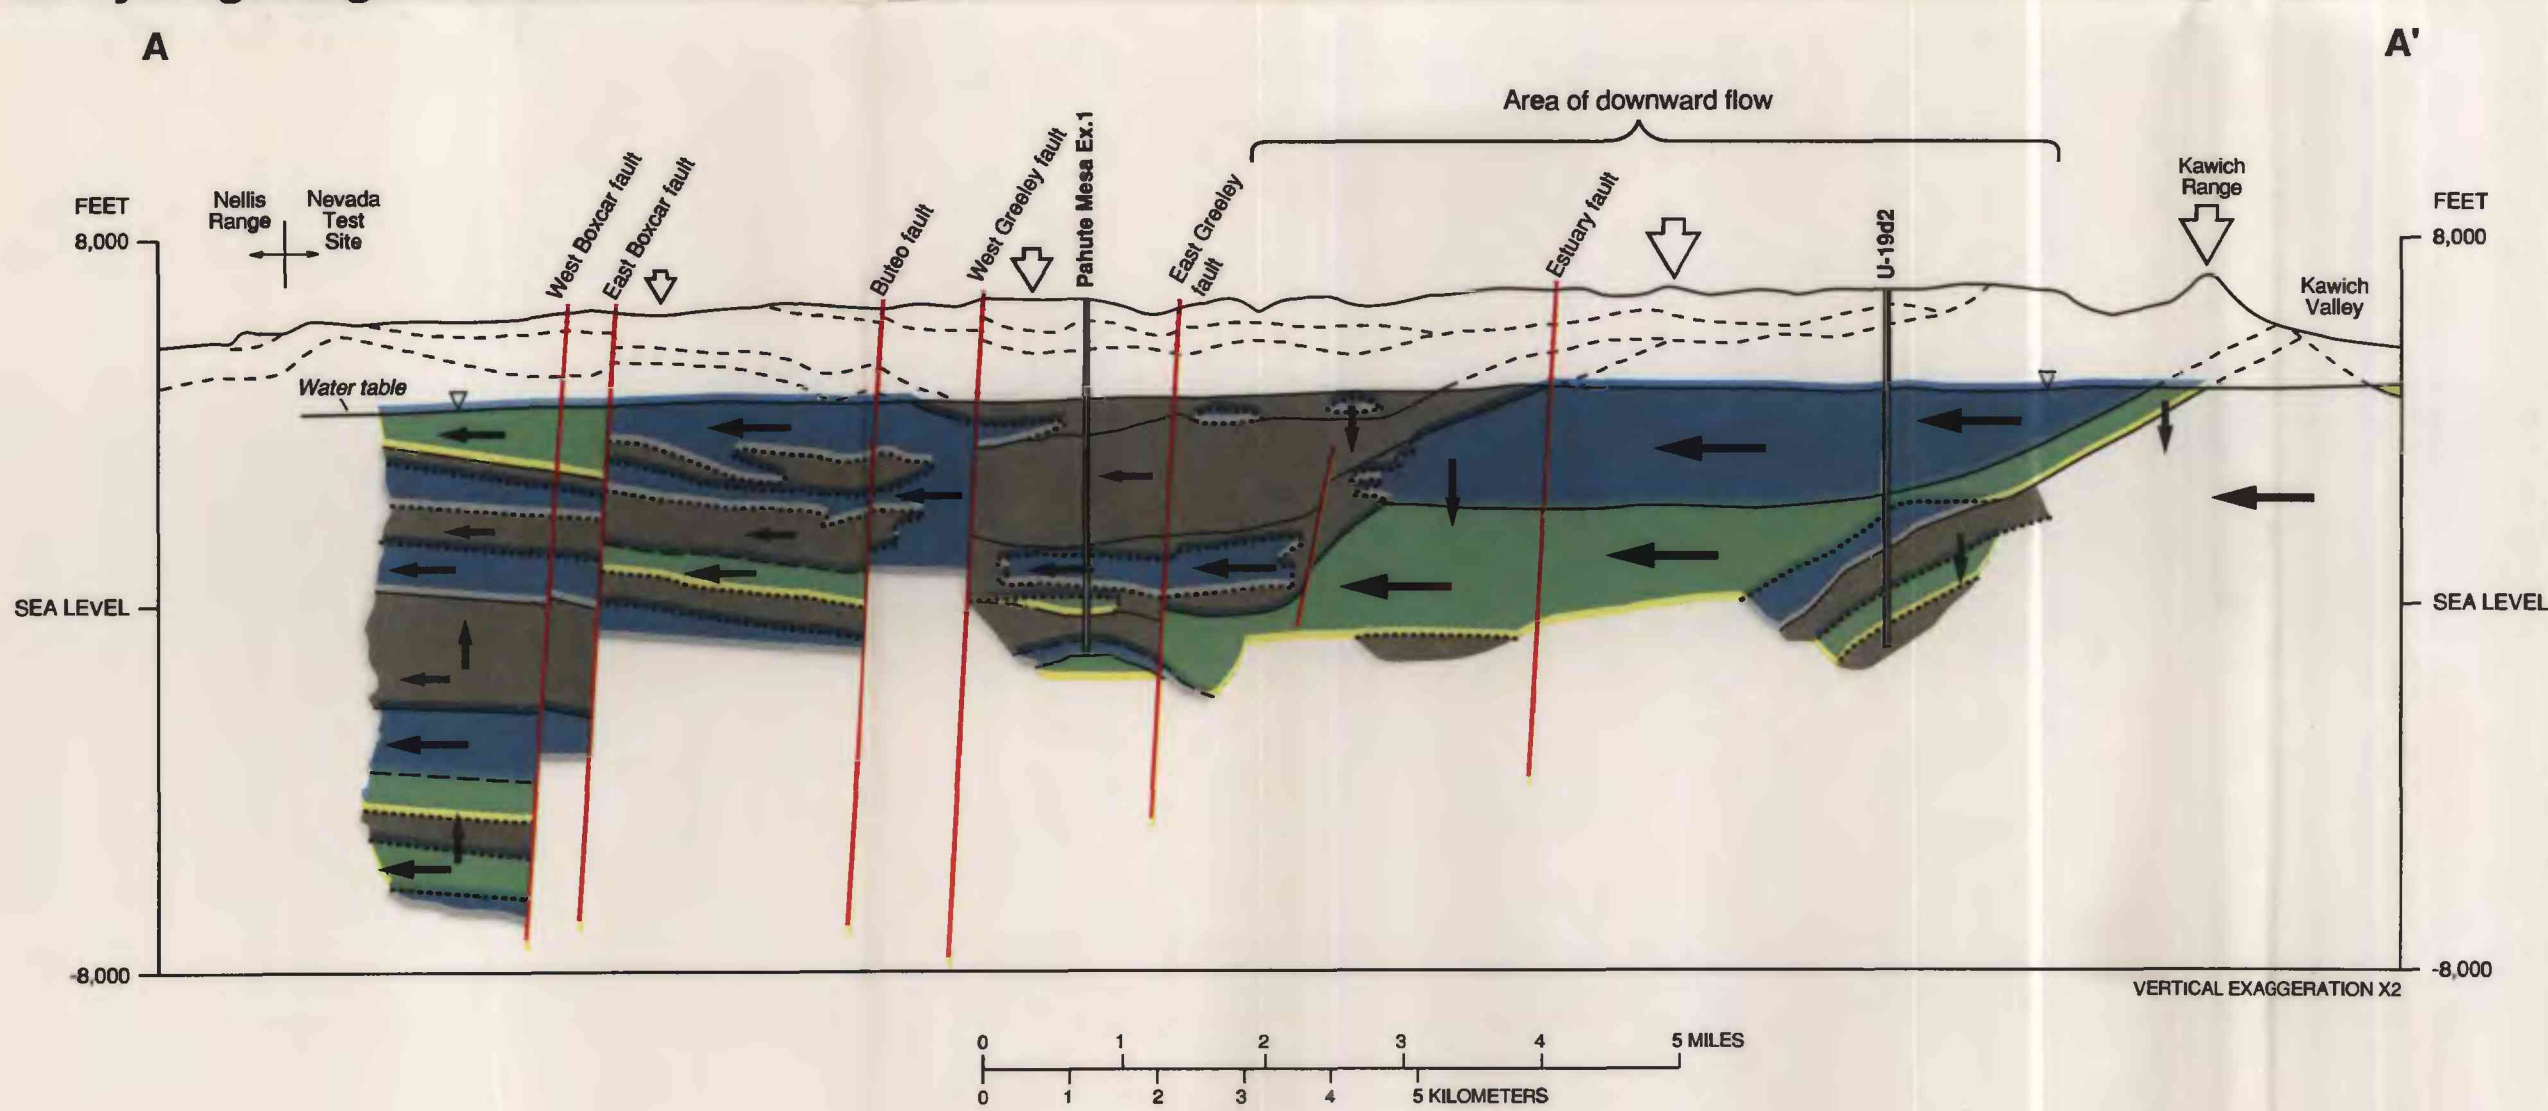 A
A'
Area of downward flow
Kawich
Range
Kawich
Valley
FEET
8,000
Nellis
Range
Nevada
Test
Site
West Boxcar fault
East Boxcar fault
Buteo fault
West Greeley fault
Pahute Mesa Ex.1
East Greeley
fault
Estuary fault
U-19d2
FEET
8,000
Water table
SEA LEVEL
SEA LEVEL
-8,000
-8,000
VERTICAL EXAGGERATION X2
0 1 2 3 4 5 MILES
0 1 2 3 4 5 KILOMETERS